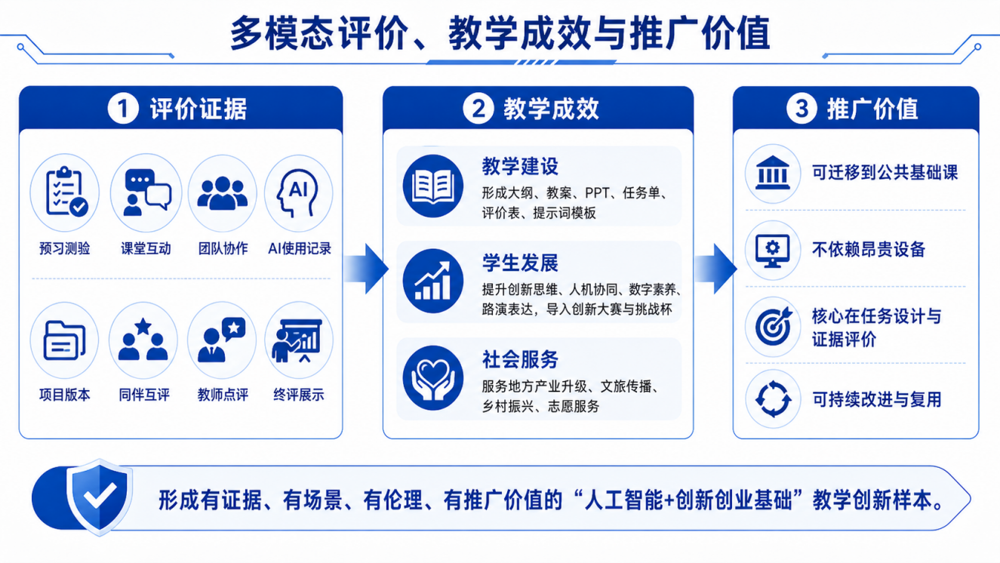 多模态评价、教学成效与推广价值
1 评价证据
预习测验
课堂互动
团队协作
AI
AI使用记录
项目版本
同伴互评
教师点评
终评展示
2 教学成效
教学建设
形成大纲、教案、PPT、任务单、
评价表、提示词模板
学生发展
提升创新思维、人机协同、数字素养、
路演表达，导入创新大赛与挑战杯
社会服务
服务地方产业升级、文旅传播、
乡村振兴、志愿服务
3 推广价值
可迁移到公共基础课
不依赖昂贵设备
核心在任务设计与
证据评价
可持续改进与复用
形成有证据、有场景、有伦理、有推广价值的“人工智能+创新创业基础”教学创新样本。